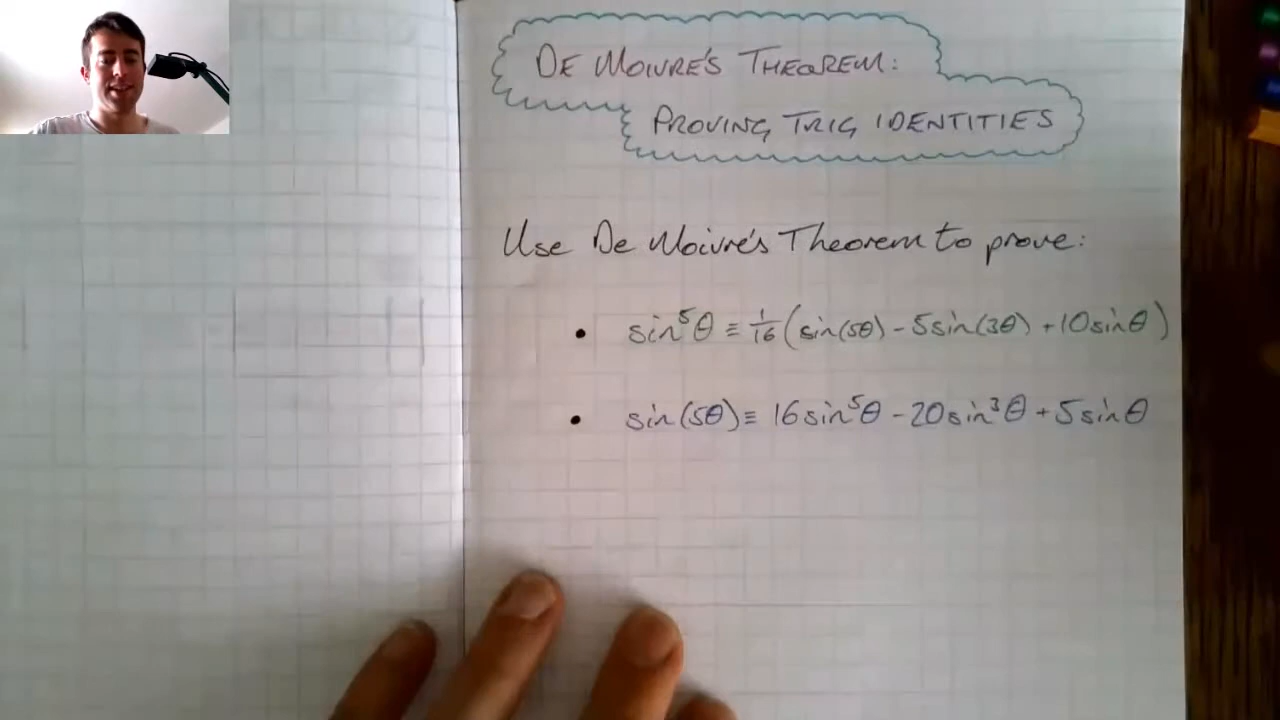 DE MOIVRE'S THEOREM:
PROVING TRIG IDENTITIES
Use De Moivre's Theorem to prove:
• sin⁵θ ≡ 1/16 (sin(5θ) - 5sin(3θ) + 10sinθ)
• sin(5θ) ≡ 16sin⁵θ - 20sin³θ + 5sinθ